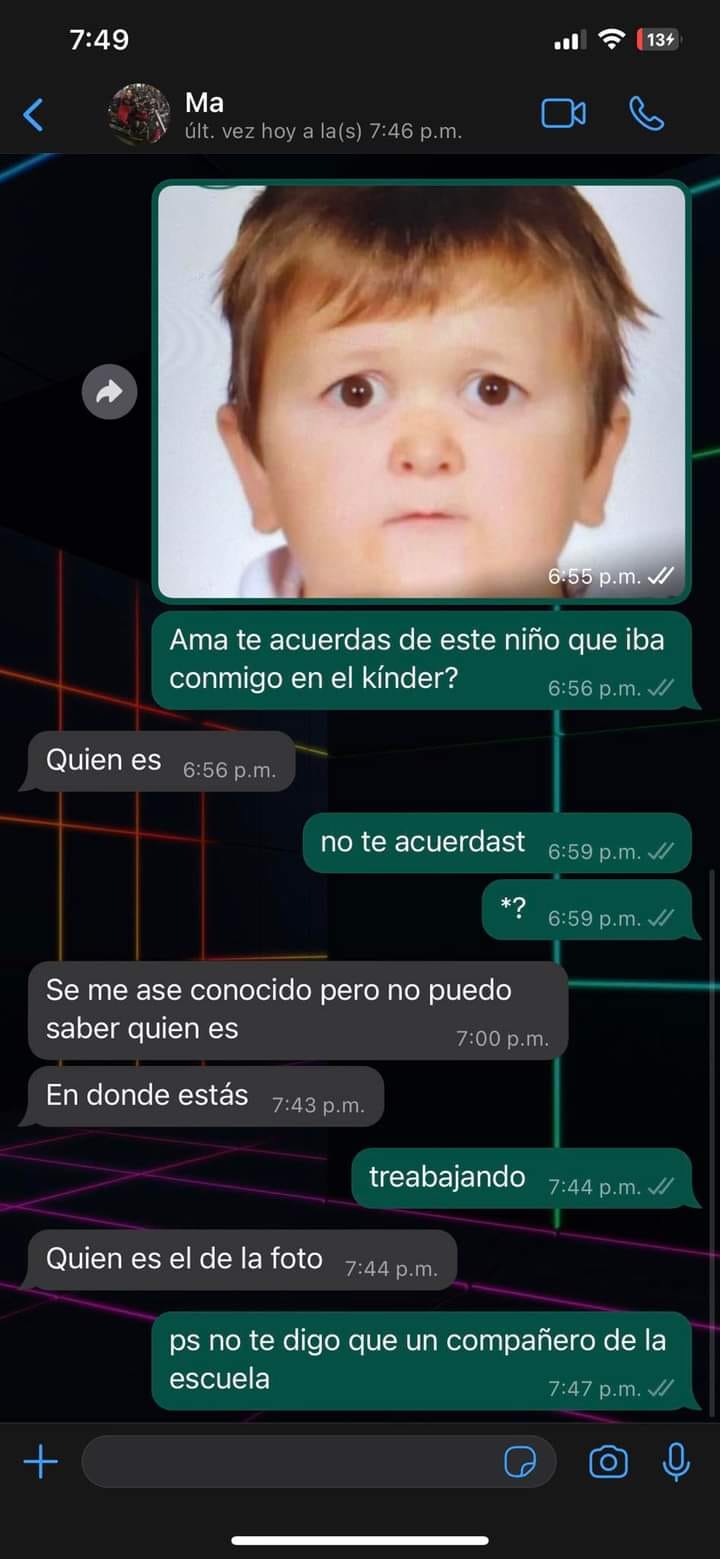 7:49
13
Ma
últ. vez hoy a la(s) 7:46 p.m.
6:55 p.m.
Ama te acuerdas de este niño que iba
conmigo en el kínder?
6:56 p.m.
Quien es
6:56 p.m.
no te acuerdast
6:59 p.m.
*?
6:59 p.m.
Se me ase conocido pero no puedo
saber quien es
7:00 p.m.
En donde estás
7:43 p.m.
treabajando
7:44 p.m.
Quien es el de la foto
7:44 p.m.
ps no te digo que un compañero de la
escuela
7:47 p.m.